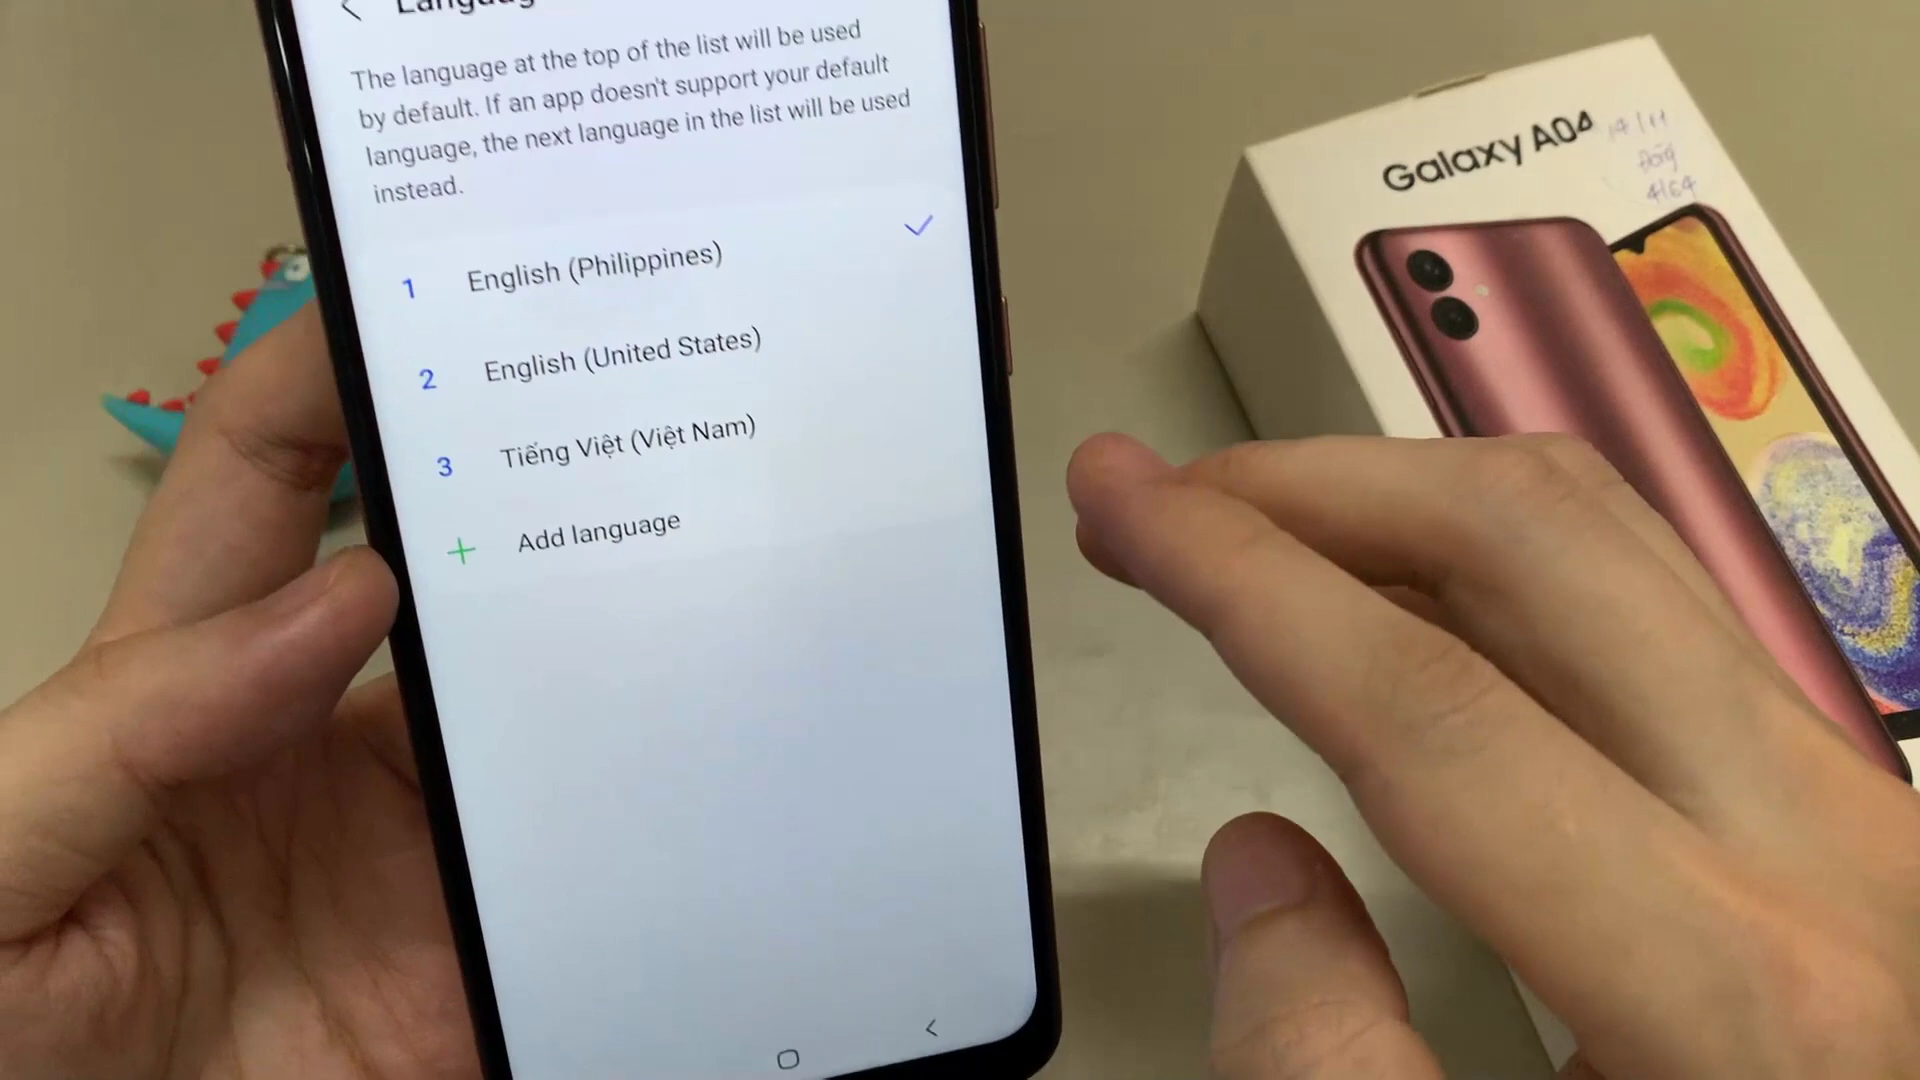 The language at the top of the list will be used
by default. If an app doesn't support your default
language, the next language in the list will be used
instead.
1 English (Philippines)
2 English (United States)
3 Tiếng Việt (Việt Nam)
+ Add language
Galaxy A04
4/64